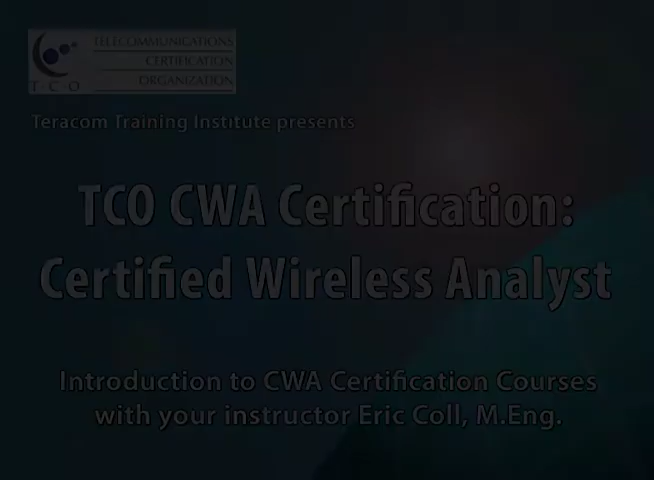 TELECOMMUNICATIONS
CERTIFICATION
ORGANIZATION
T·C·O
Teracom Training Institute presents
TCO CWA Certification:
Certified Wireless Analyst
Introduction to CWA Certification Courses
with your instructor Eric Coll, M.Eng.